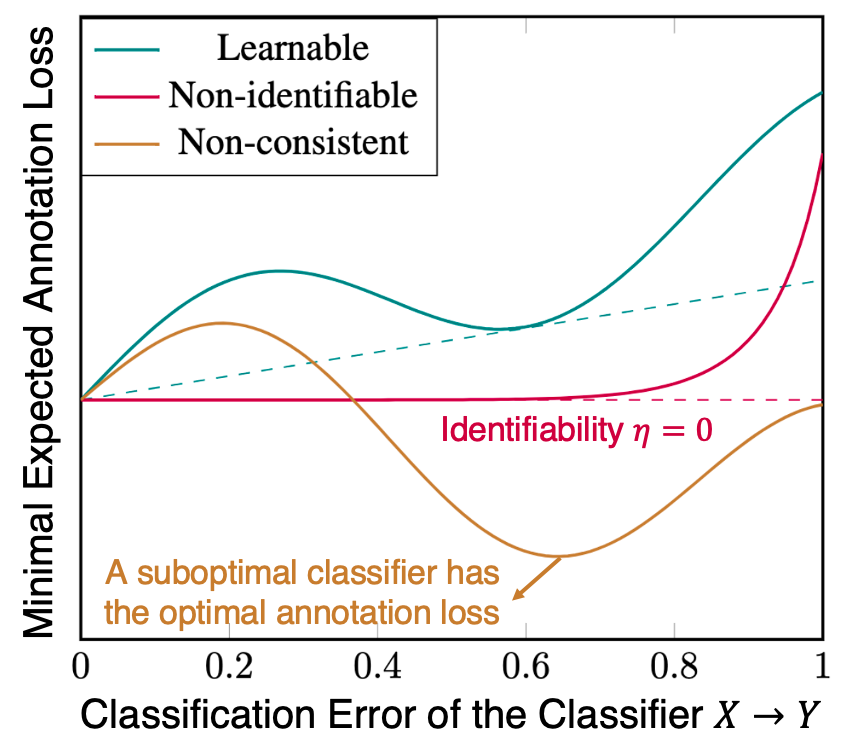 Minimal Expected Annotation Loss
Learnable
Non-identifiable
Non-consistent
Identifiability η = 0
A suboptimal classifier has
the optimal annotation loss
0 0.2 0.4 0.6 0.8 1
Classification Error of the Classifier X → Y